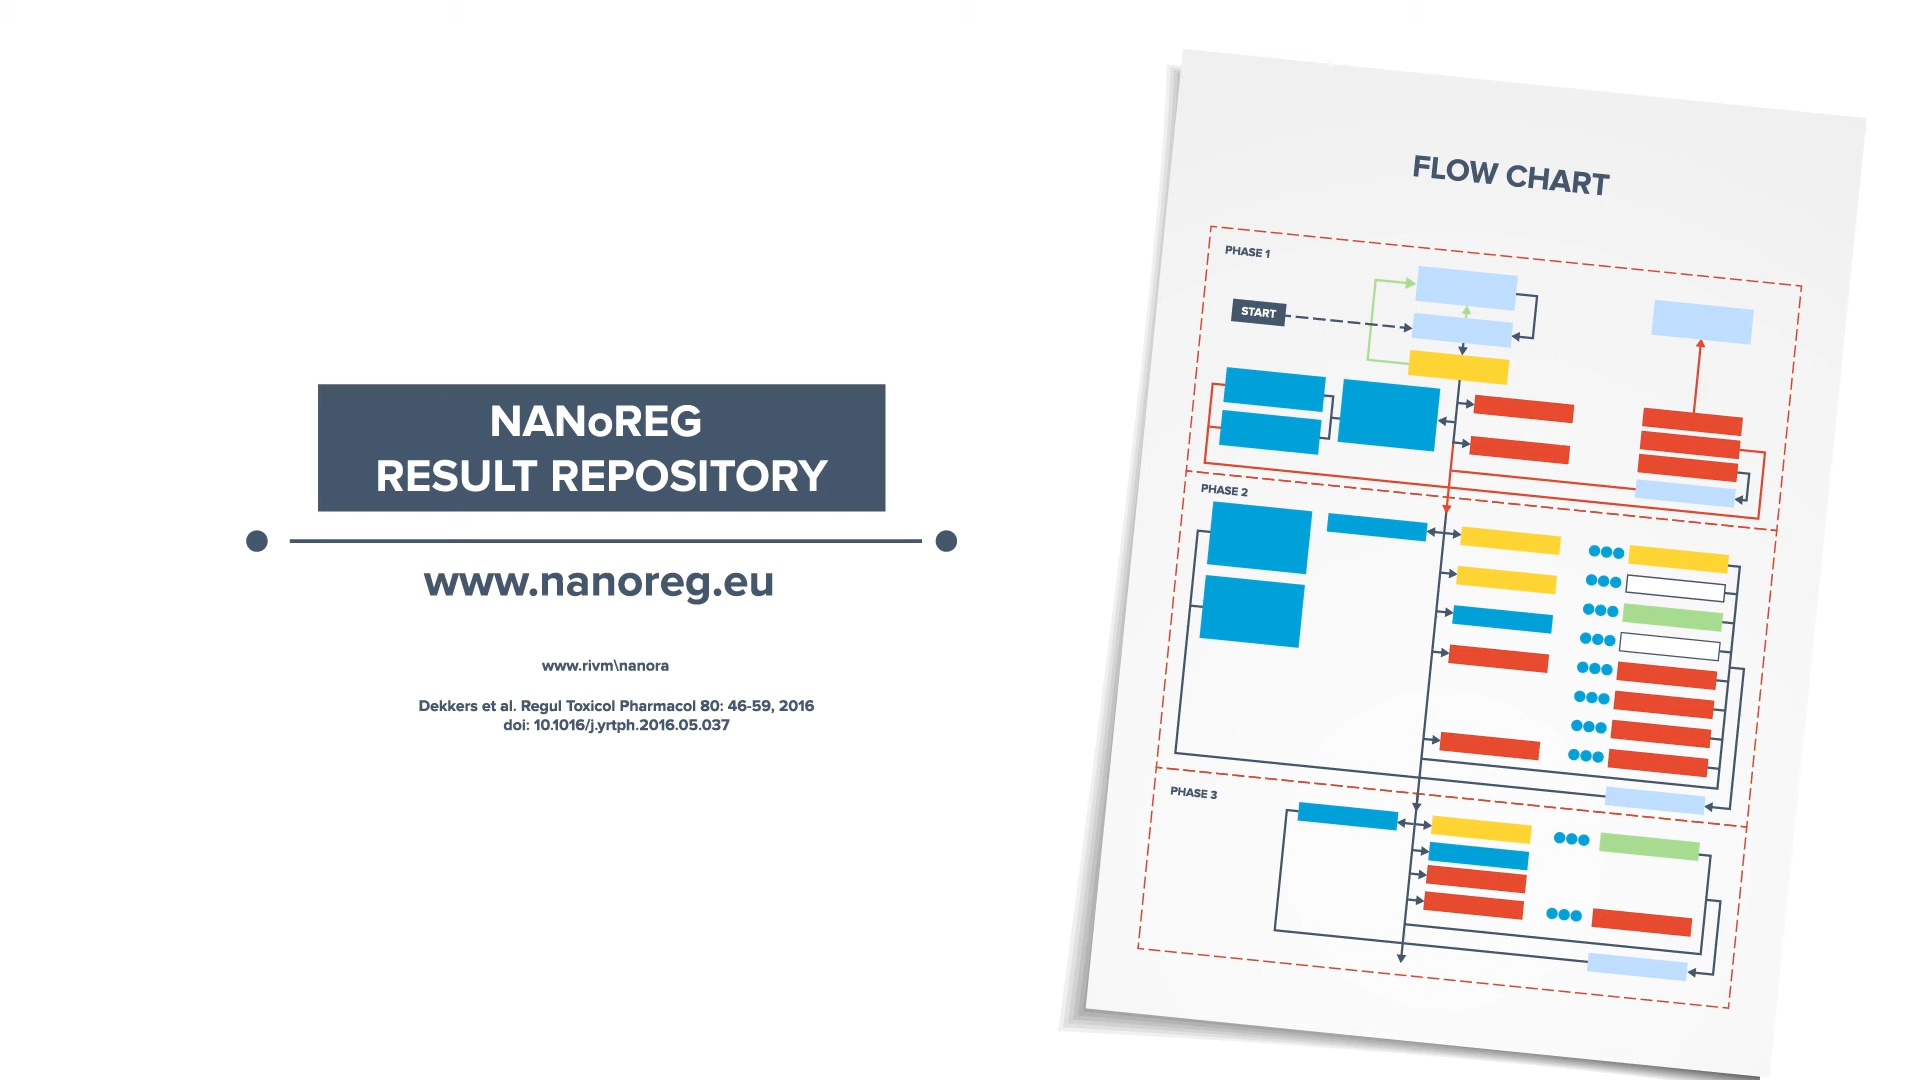 NANoREG
RESULT REPOSITORY
www.nanoreg.eu
www.rivm\nanora
Dekkers et al. Regul Toxicol Pharmacol 80: 46-59, 2016
doi: 10.1016/j.yrtph.2016.05.037
FLOW CHART
PHASE 1
START
PHASE 2
PHASE 3